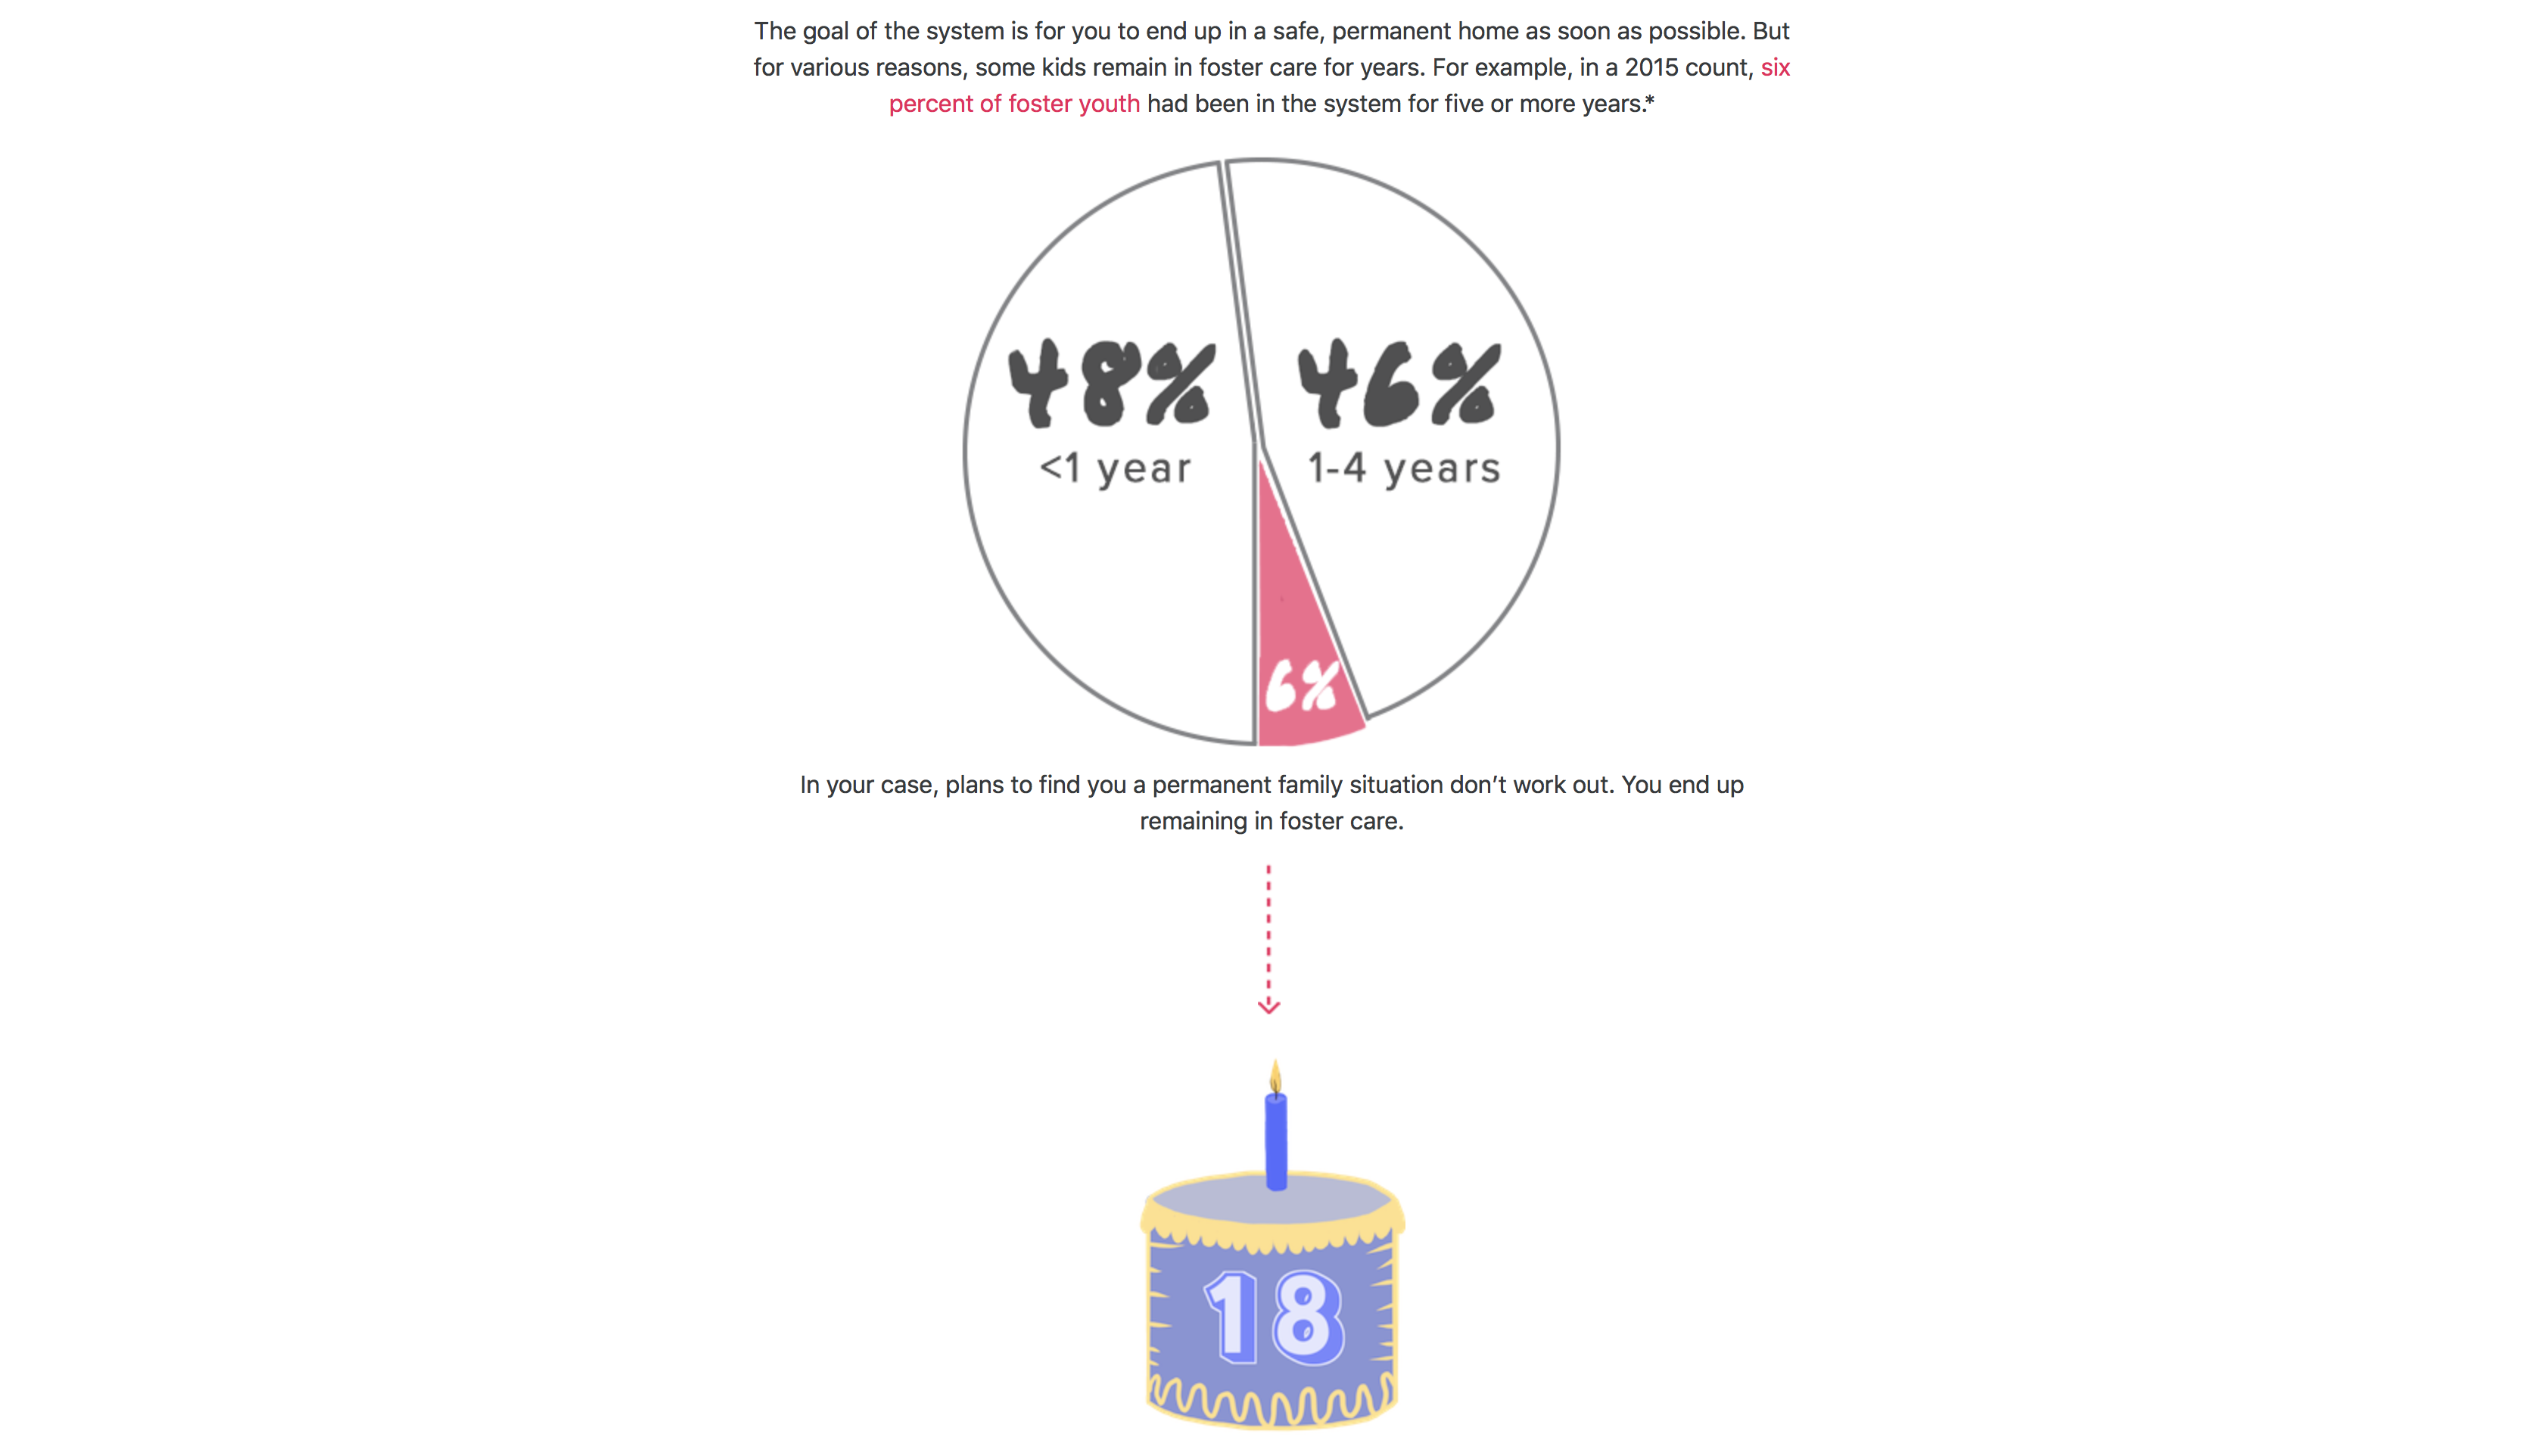 The goal of the system is for you to end up in a safe, permanent home as soon as possible. But
for various reasons, some kids remain in foster care for years. For example, in a 2015 count, six
percent of foster youth had been in the system for five or more years.*
48% 46%
<1 year 1-4 years
6%
In your case, plans to find you a permanent family situation don’t work out. You end up
remaining in foster care.
18